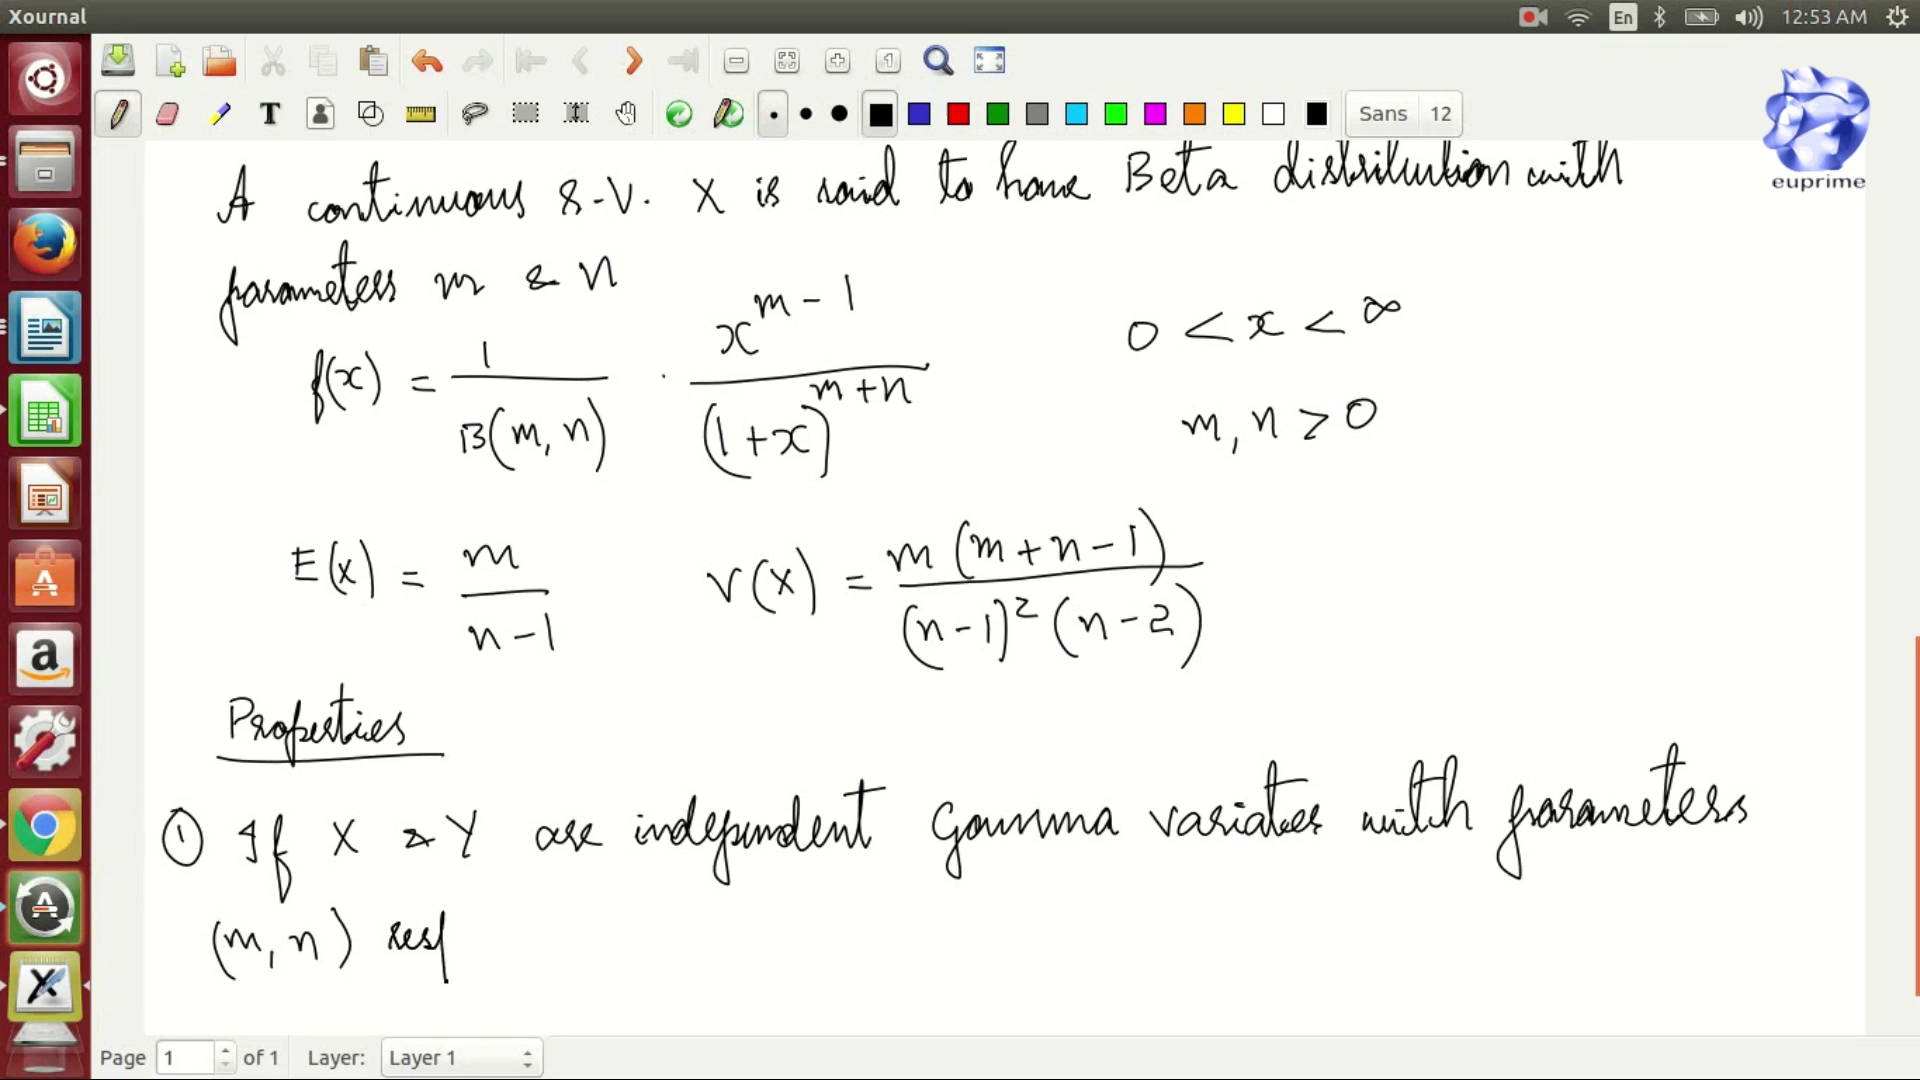 Xournal
En
12:53 AM
Sans 12
euprime
A continuous r.v. X is said to have Beta distribution with
parameters m & n
f(x) = 1/B(m, n) · x^(m-1)/(1+x)^(m+n)    0 < x < ∞
m, n > 0
E(x) = m/(n-1)    V(X) = m(m+n-1)/((n-1)^2 (n-2))
Properties
① If X & Y are independent Gamma variates with parameters
(m, n) resp
Page 1 of 1 Layer: Layer 1